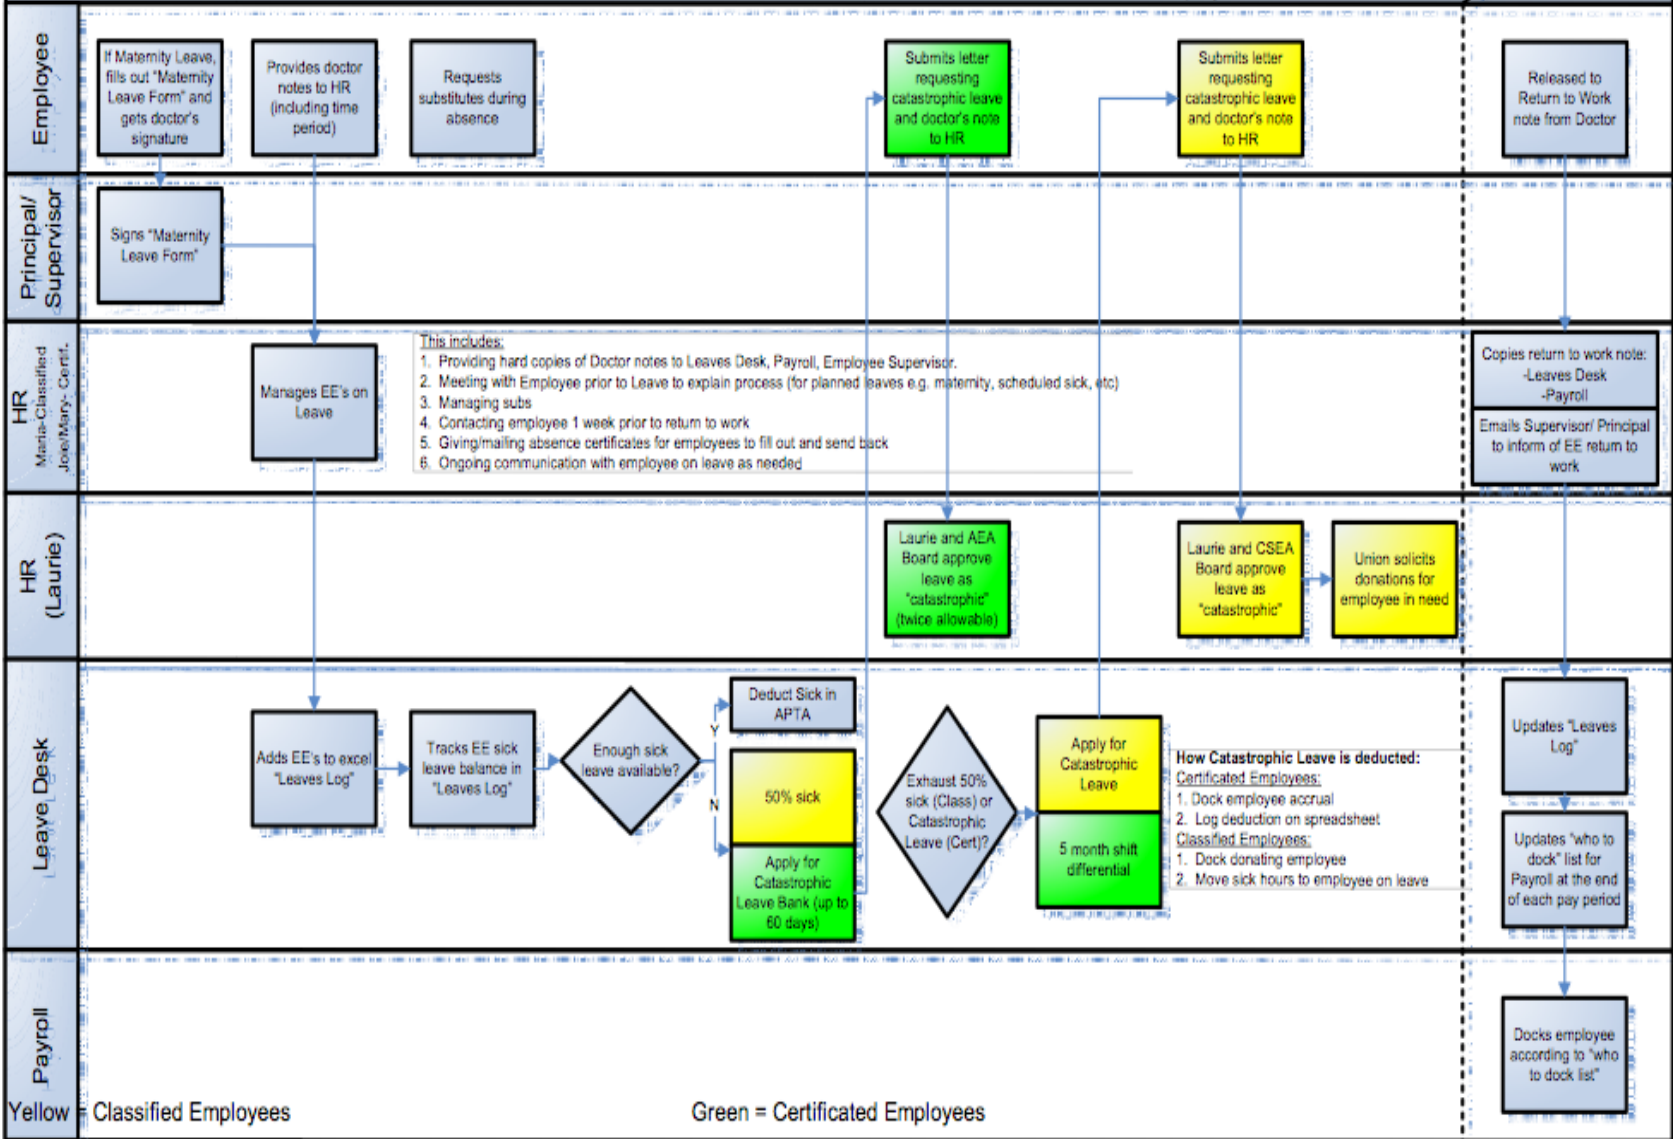 Employee
If Maternity Leave,
fills out "Maternity
Leave Form" and
gets doctor's
signature
Provides doctor
notes to HR
(including time
period)
Requests
substitutes during
absence
Submits letter
requesting
catastrophic leave
and doctor's note
to HR
Submits letter
requesting
catastrophic leave
and doctor's note
to HR
Released to
Return to Work
note from Doctor
Principal/
Supervisor
Signs "Maternity
Leave Form"
HR
Maria-Classified
Joie/Mary- Certif.
Manages EE's on
Leave
This includes:
1. Providing hard copies of Doctor notes to Leaves Desk, Payroll, Employee Supervisor.
2. Meeting with Employee prior to Leave to explain process (for planned leaves e.g. maternity, scheduled sick, etc)
3. Managing subs
4. Contacting employee 1 week prior to return to work
5. Giving/mailing absence certificates for employees to fill out and send back
6. Ongoing communication with employee on leave as needed
Copies return to work note:
-Leaves Desk
-Payroll
Emails Supervisor/ Principal
to inform of EE return to
work
HR
(Laurie)
Laurie and AEA
Board approve
leave as
"catastrophic"
(twice allowable)
Laurie and CSEA
Board approve
leave as
"catastrophic"
Union solicits
donations for
employee in need
Leave Desk
Adds EE's to excel
"Leaves Log"
Tracks EE sick
leave balance in
"Leaves Log"
Enough sick
leave available?
Y
N
Deduct Sick in
APTA
50% sick
Apply for
Catastrophic
Leave Bank (up to
60 days)
Exhaust 50%
sick (Class) or
Catastrophic
Leave (Cert)?
Apply for
Catastrophic
Leave
5 month shift
differential
How Catastrophic Leave is deducted:
Certificated Employees:
1. Dock employee accrual
2. Log deduction on spreadsheet
Classified Employees:
1. Dock donating employee
2. Move sick hours to employee on leave
Updates "Leaves
Log"
Updates "who to
dock" list for
Payroll at the end
of each pay period
Payroll
Docks employee
according to "who
to dock list"
Yellow = Classified Employees
Green = Certificated Employees